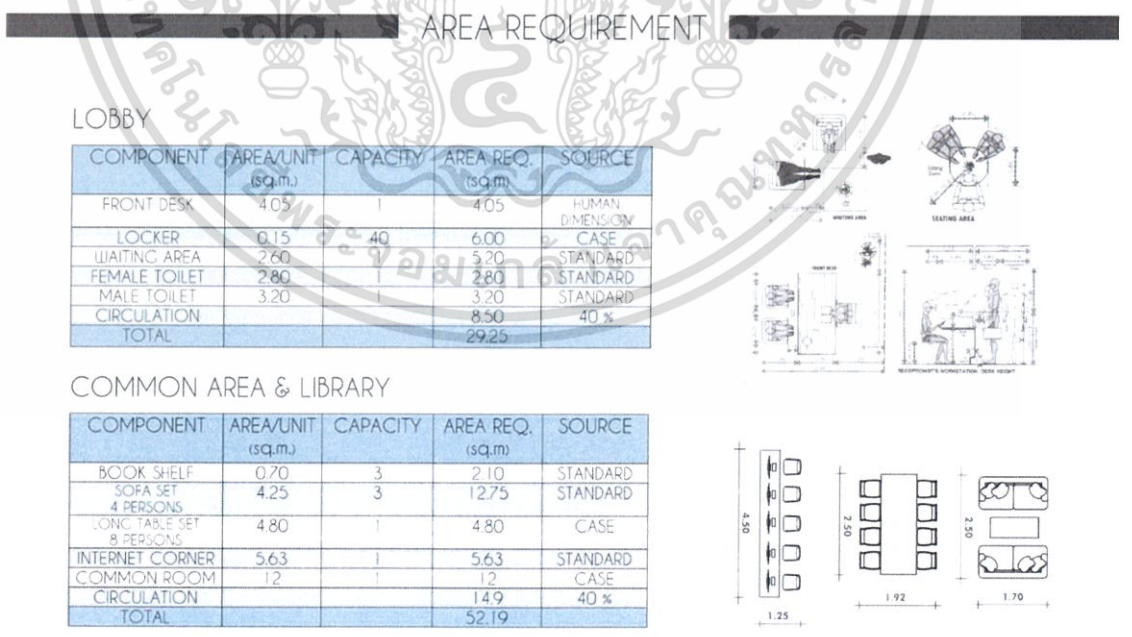 AREA REQUIREMENT
LOBBY
COMPONENT AREA/UNIT (sq.m.) CAPACITY AREA REQ. (sq.m) SOURCE
FRONT DESK 4.05 1 4.05 HUMAN DIMENSION
LOCKER 0.15 40 6.00 CASE
WAITING AREA 2.60 5.20 STANDARD
FEMALE TOILET 2.80 1 2.80 STANDARD
MALE TOILET 3.20 1 3.20 STANDARD
CIRCULATION 8.50 40 %
TOTAL 29.25
WAITING AREA
SEATING AREA
FRONT DESK
RECEPTIONIST'S WORKSTATION DESK HEIGHT
COMMON AREA & LIBRARY
COMPONENT AREA/UNIT (sq.m.) CAPACITY AREA REQ. (sq.m) SOURCE
BOOK SHELF 0.70 3 2.10 STANDARD
SOFA SET 4.25 3 12.75 STANDARD
4 PERSONS
LONG TABLE SET 4.80 1 4.80 CASE
8 PERSONS
INTERNET CORNER 5.63 1 5.63 STANDARD
COMMON ROOM 12 1 12 CASE
CIRCULATION 14.9 40 %
TOTAL 52.19
4.50
1.25
2.50
1.92
2.50
1.70